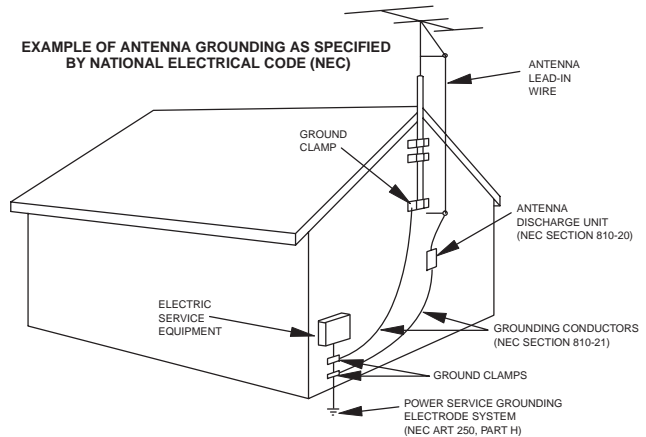 EXAMPLE OF ANTENNA GROUNDING AS SPECIFIED
BY NATIONAL ELECTRICAL CODE (NEC)
ANTENNA
LEAD-IN
WIRE
GROUND
CLAMP
ANTENNA
DISCHARGE UNIT
(NEC SECTION 810-20)
ELECTRIC
SERVICE
EQUIPMENT
GROUNDING CONDUCTORS
(NEC SECTION 810-21)
GROUND CLAMPS
POWER SERVICE GROUNDING
ELECTRODE SYSTEM
(NEC ART 250, PART H)